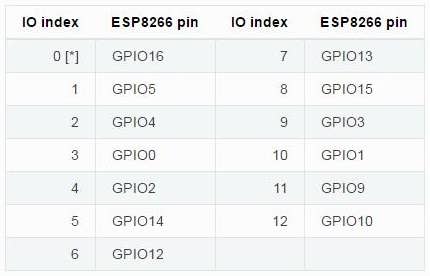 IO index ESP8266 pin IO index ESP8266 pin
0 [*] GPIO16 7 GPIO13
1 GPIO5 8 GPIO15
2 GPIO4 9 GPIO3
3 GPIO0 10 GPIO1
4 GPIO2 11 GPIO9
5 GPIO14 12 GPIO10
6 GPIO12